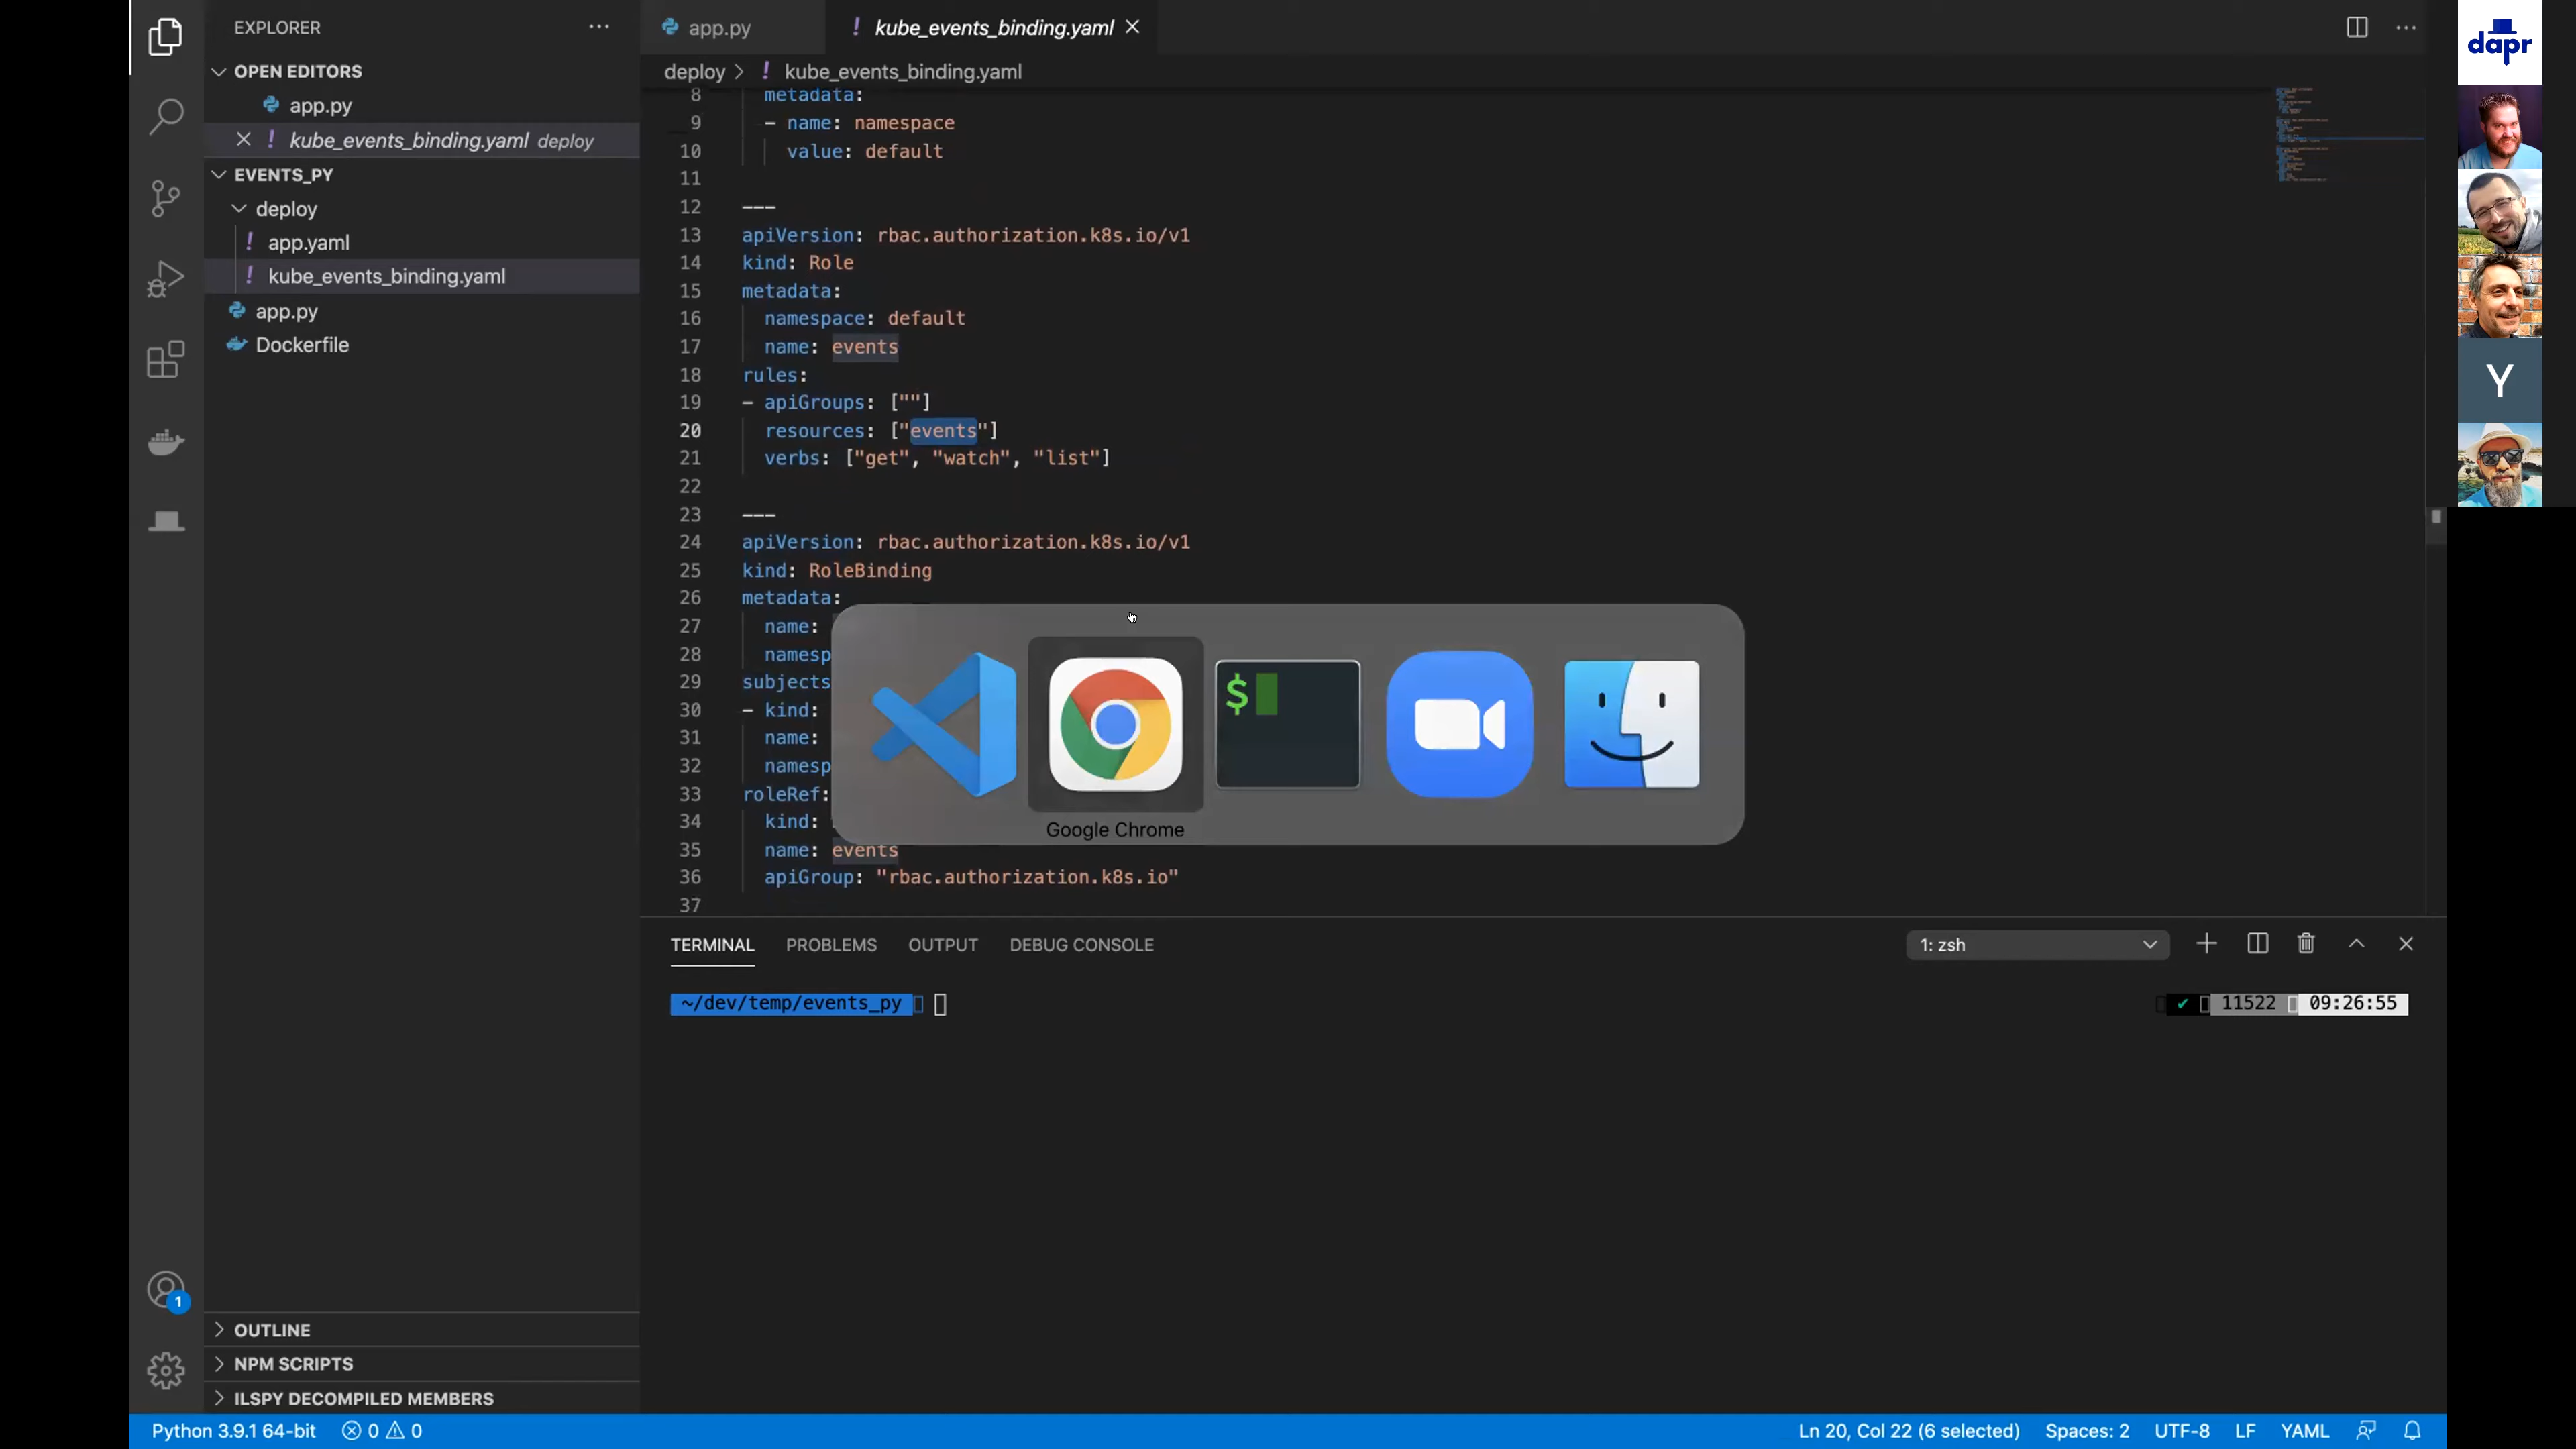 EXPLORER
OPEN EDITORS
app.py
kube_events_binding.yaml deploy
EVENTS_PY
deploy
app.yaml
kube_events_binding.yaml
app.py
Dockerfile
OUTLINE
NPM SCRIPTS
ILSPY DECOMPILED MEMBERS
1
app.py
kube_events_binding.yaml
deploy > kube_events_binding.yaml
8 metadata:
9 - name: namespace
10 value: default
11
12 ---
13 apiVersion: rbac.authorization.k8s.io/v1
14 kind: Role
15 metadata:
16 namespace: default
17 name: events
18 rules:
19 - apiGroups: [""]
20 resources: ["events"]
21 verbs: ["get", "watch", "list"]
22
23 ---
24 apiVersion: rbac.authorization.k8s.io/v1
25 kind: RoleBinding
26 metadata:
27 name:
28 namesp
29 subjects
30 - kind:
31 name:
32 namesp
33 roleRef:
34 kind:
35 name: events
36 apiGroup: "rbac.authorization.k8s.io"
37
$
Google Chrome
TERMINAL PROBLEMS OUTPUT DEBUG CONSOLE
1: zsh
~/dev/temp/events_py
✔ 11522 09:26:55
Python 3.9.1 64-bit 0 0
Ln 20, Col 22 (6 selected) Spaces: 2 UTF-8 LF YAML
dapr
Y